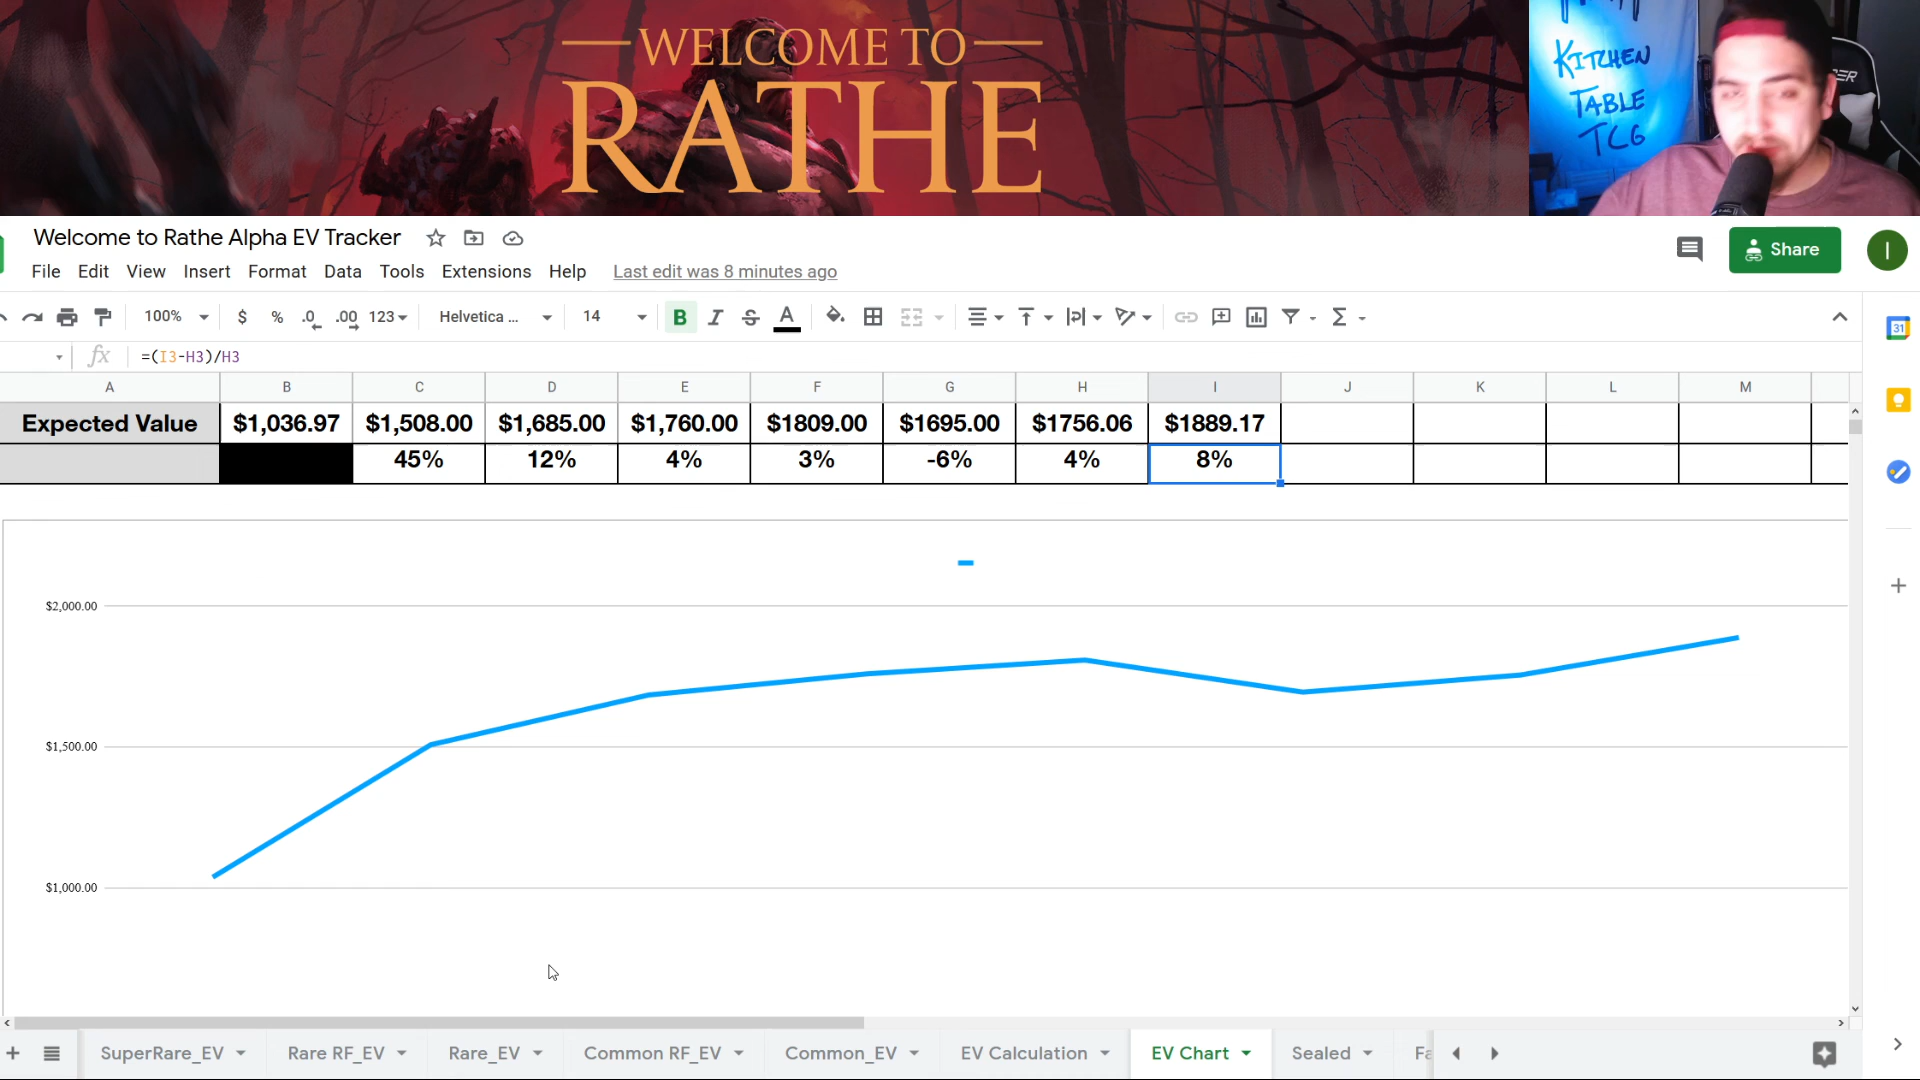 WELCOME TO
RATHE
KITCHEN
TABLE
TCG
Welcome to Rathe Alpha EV Tracker
Share
I
File Edit View Insert Format Data Tools Extensions Help Last edit was 8 minutes ago
100% $ % .0 .00 123 Helvetica ... 14 B I S A
31
fx =(I3-H3)/H3
A B C D E F G H I J K L M
Expected Value $1,036.97 $1,508.00 $1,685.00 $1,760.00 $1809.00 $1695.00 $1756.06 $1889.17
45% 12% 4% 3% -6% 4% 8%
$2,000.00
$1,500.00
$1,000.00
SuperRare_EV Rare RF_EV Rare_EV Common RF_EV Common_EV EV Calculation EV Chart Sealed